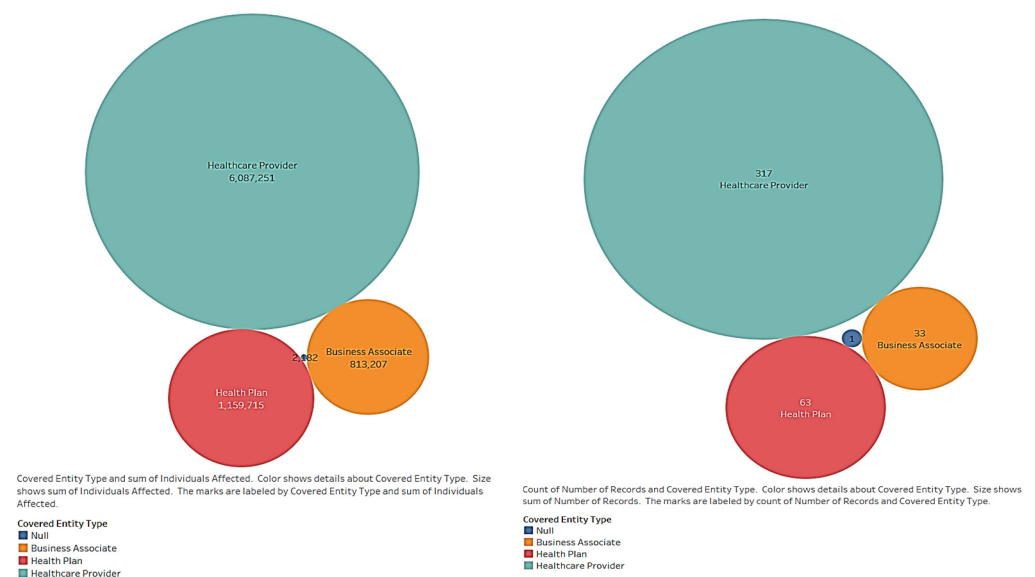 Healthcare Provider
6,087,251
2,182
Business Associate
813,207
Health Plan
1,159,715
Covered Entity Type and sum of Individuals Affected. Color shows details about Covered Entity Type. Size
shows sum of Individuals Affected. The marks are labeled by Covered Entity Type and sum of Individuals
Affected.
Covered Entity Type
Null
Business Associate
Health Plan
Healthcare Provider
317
Healthcare Provider
1
33
Business Associate
63
Health Plan
Count of Number of Records and Covered Entity Type. Color shows details about Covered Entity Type. Size shows
sum of Number of Records. The marks are labeled by count of Number of Records and Covered Entity Type.
Covered Entity Type
Null
Business Associate
Health Plan
Healthcare Provider